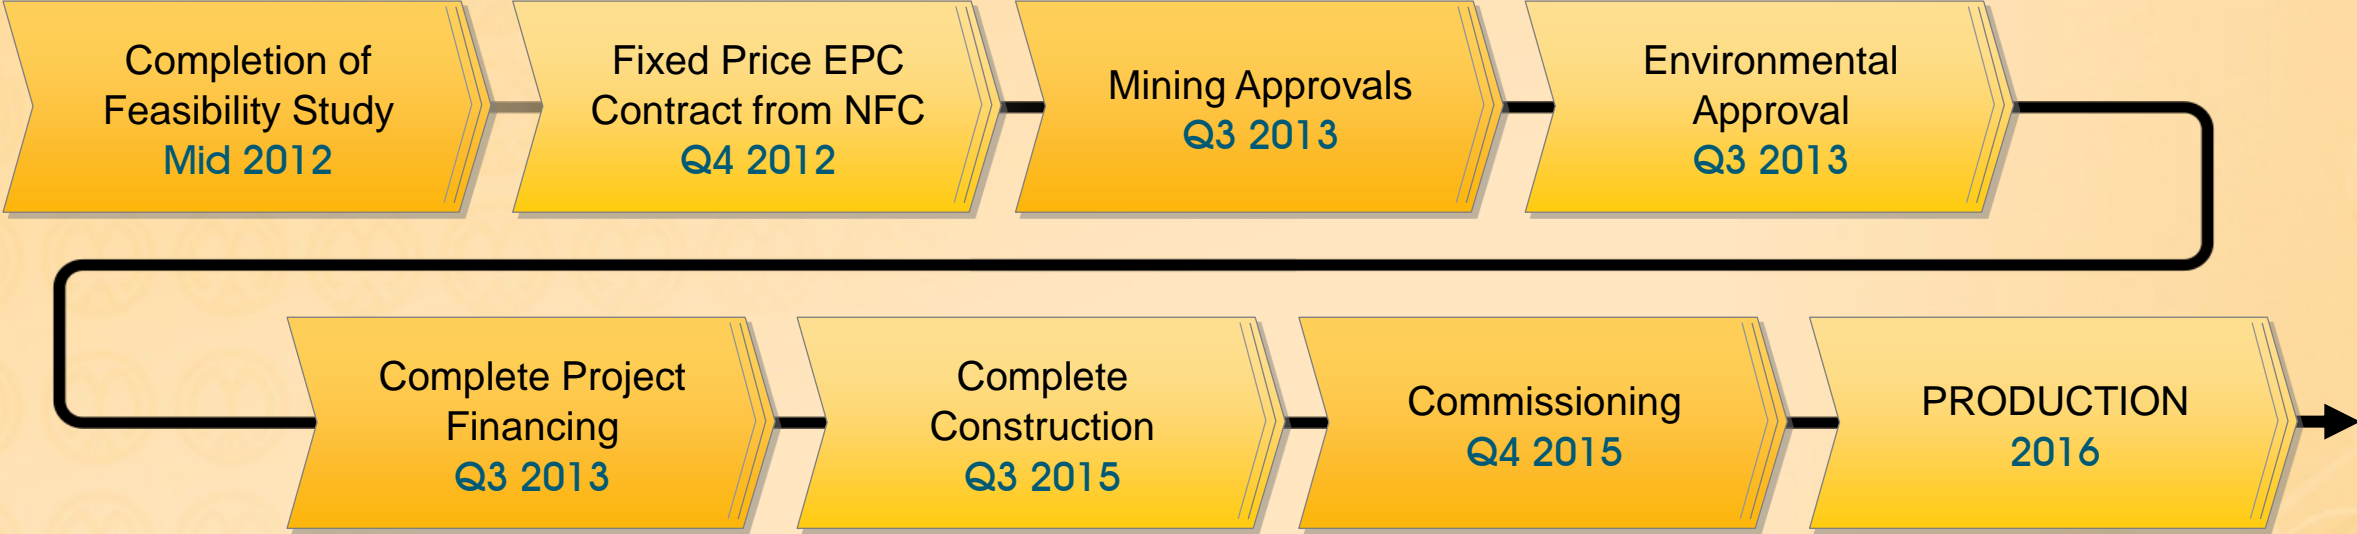 Completion of
Feasibility Study
Mid 2012
Fixed Price EPC
Contract from NFC
Q4 2012
Mining Approvals
Q3 2013
Environmental
Approval
Q3 2013
Complete Project
Financing
Q3 2013
Complete
Construction
Q3 2015
Commissioning
Q4 2015
PRODUCTION
2016